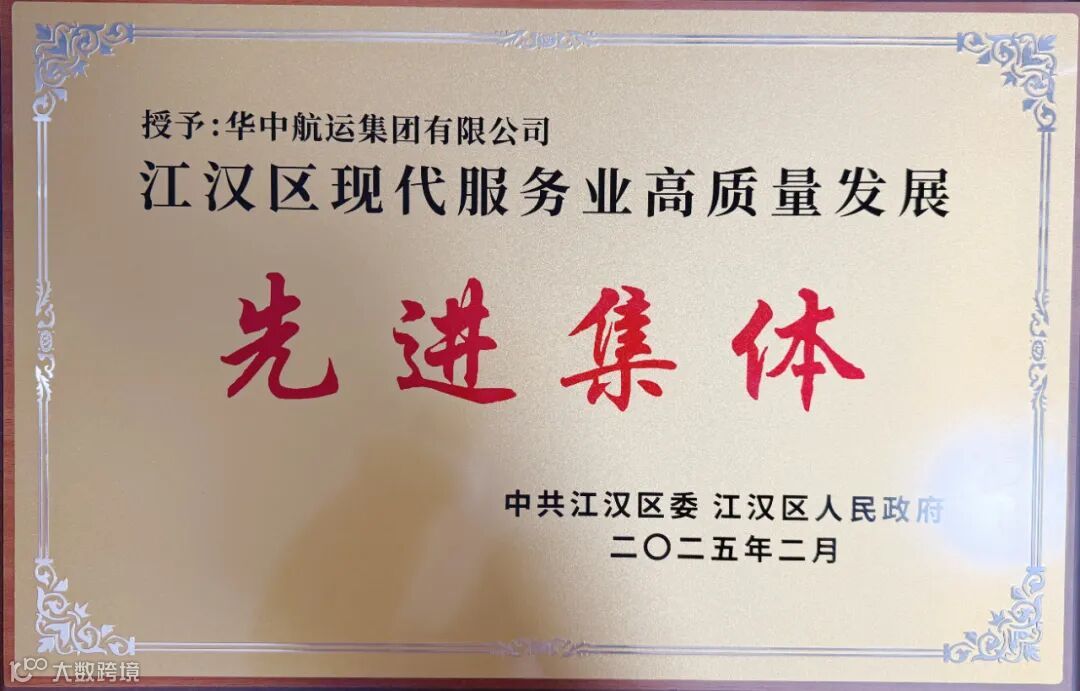 授予:华中航运集团有限公司
江汉区现代服务业高质量发展
先进集体
中共江汉区委 江汉区人民政府
二〇二五年二月
大数跨境